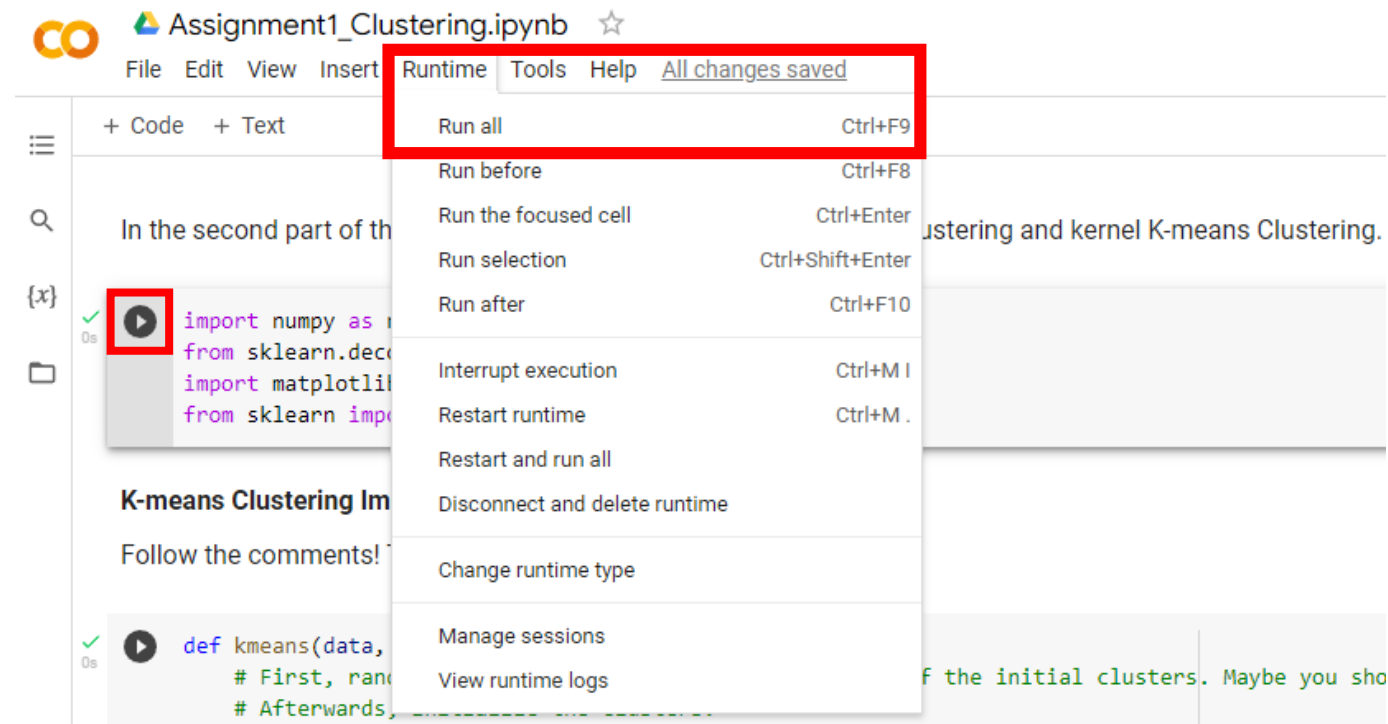 Assignment1_Clustering.ipynb
File Edit View Insert Runtime Tools Help All changes saved
+ Code + Text
Run all Ctrl+F9
Run before Ctrl+F8
Run the focused cell Ctrl+Enter
In the second part of th
ustering and kernel K-means Clustering.
Run selection Ctrl+Shift+Enter
Run after Ctrl+F10
{x}
0s
import numpy as
from sklearn.deco
import matplotlib
from sklearn impo
Interrupt execution Ctrl+M I
Restart runtime Ctrl+M .
Restart and run all
Disconnect and delete runtime
K-means Clustering Im
Follow the comments!
Change runtime type
Manage sessions
View runtime logs
0s
def kmeans(data,
# First, ran
f the initial clusters. Maybe you sho
# Afterwards,